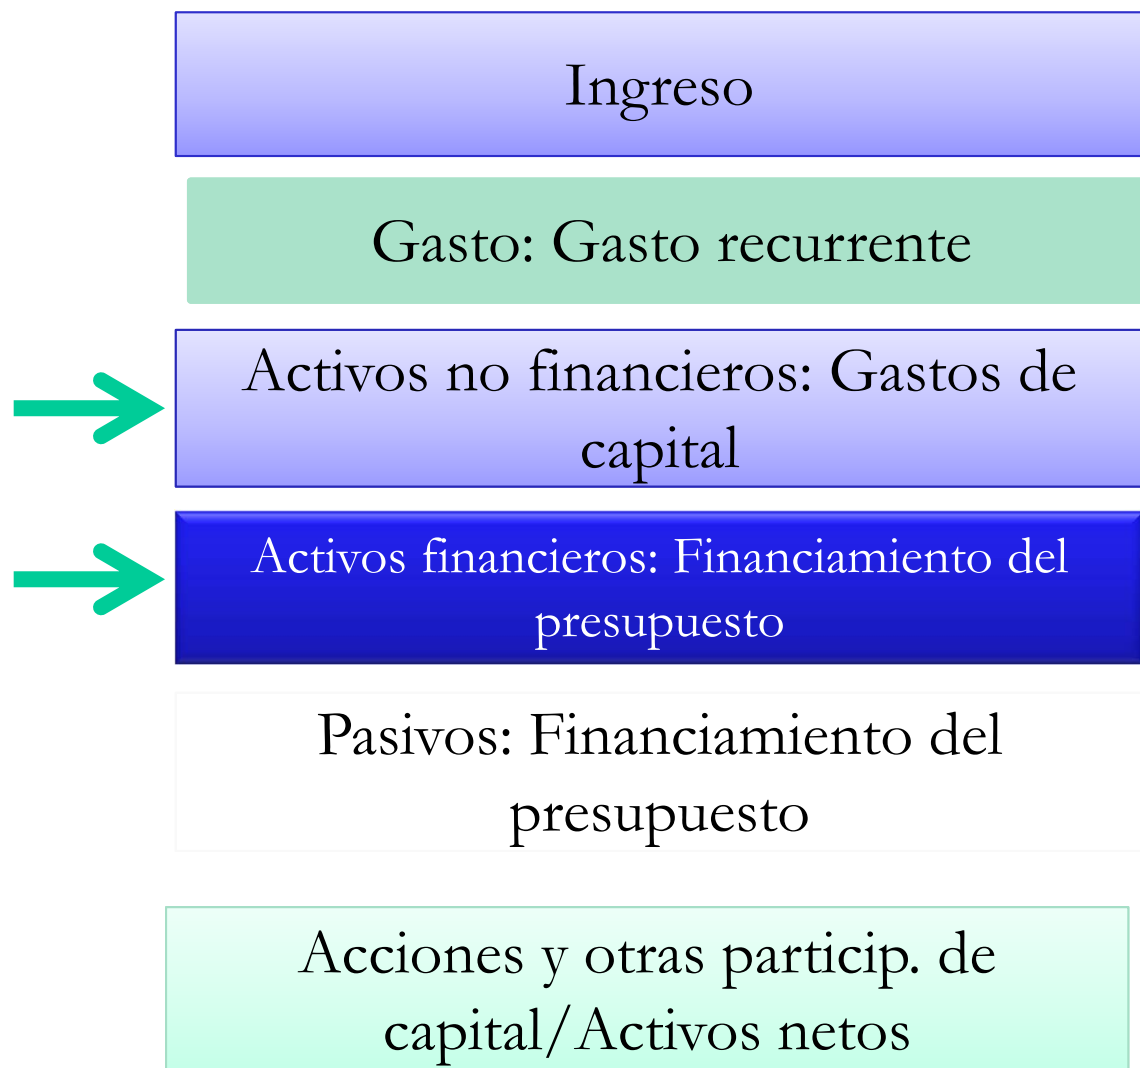 Ingreso
Gasto: Gasto recurrente
Activos no financieros: Gastos de
capital
Activos financieros: Financiamiento del
presupuesto
Pasivos: Financiamiento del
presupuesto
Acciones y otras particip. de
capital/Activos netos